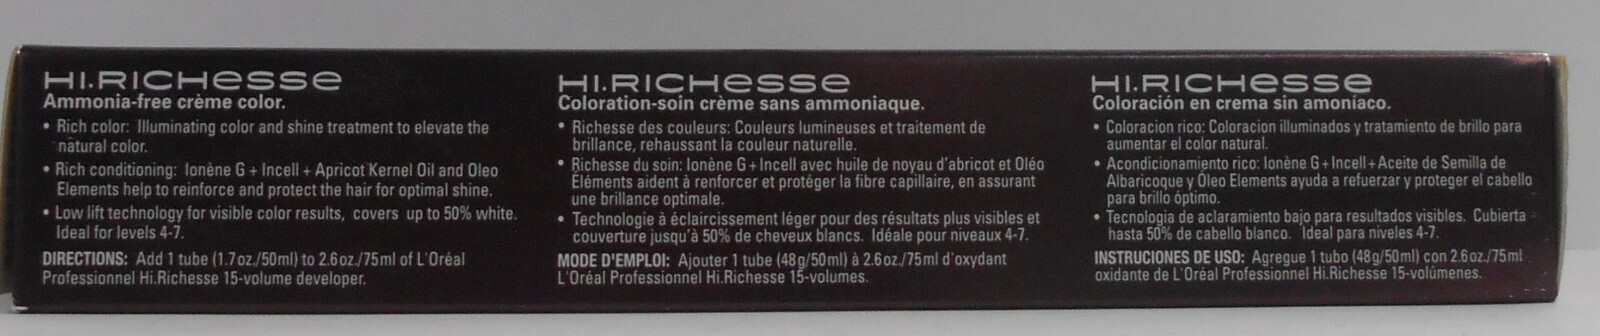 HI.RICHesse
Ammonia-free crème color.
• Rich color: Illuminating color and shine treatment to elevate the
natural color.
• Rich conditioning: Ionène G + Incell + Apricot Kernel Oil and Oleo
Elements help to reinforce and protect the hair for optimal shine.
• Low lift technology for visible color results, covers up to 50% white.
Ideal for levels 4-7.
DIRECTIONS: Add 1 tube (1.7oz./50ml) to 2.6oz./75ml of L'Oréal
Professionnel Hi.Richesse 15-volume developer.
HI.RICHesse
Coloration-soin crème sans ammoniaque.
• Richesse des couleurs: Couleurs lumineuses et traitement de
brillance, rehaussant la couleur naturelle.
• Richesse du soin: Ionène G + Incell avec huile de noyau d'abricot et Oléo
Éléments aident à renforcer et protéger la fibre capillaire, en assurant
une brillance optimale.
• Technologie à éclaircissement léger pour des résultats plus visibles et
couverture jusqu'à 50% de cheveux blancs. Idéale pour niveaux 4-7.
MODE D'EMPLOI: Ajouter 1 tube (48g/50ml) à 2.6oz./75ml d'oxydant
L'Oréal Professionnel Hi.Richesse 15-volumes.
HI.RICHesse
Coloración en crema sin amoníaco.
• Coloracion rico: Coloracion illuminados y tratamiento de brillo para
aumentar el color natural.
• Acondicionamiento rico: Ionène G + Incell + Aceite de Semilla de
Albaricoque y Oleo Elements ayuda a refuerzar y proteger el cabello
para brillo óptimo.
• Tecnologia de aclaramiento bajo para resultados visibles. Cubierta
hasta 50% de cabello blanco. Ideal para niveles 4-7.
INSTRUCIONES DE USO: Agregue 1 tubo (48g/50ml) con 2.6oz./75ml
oxidante de L'Oréal Professionnel Hi.Richesse 15-volúmenes.